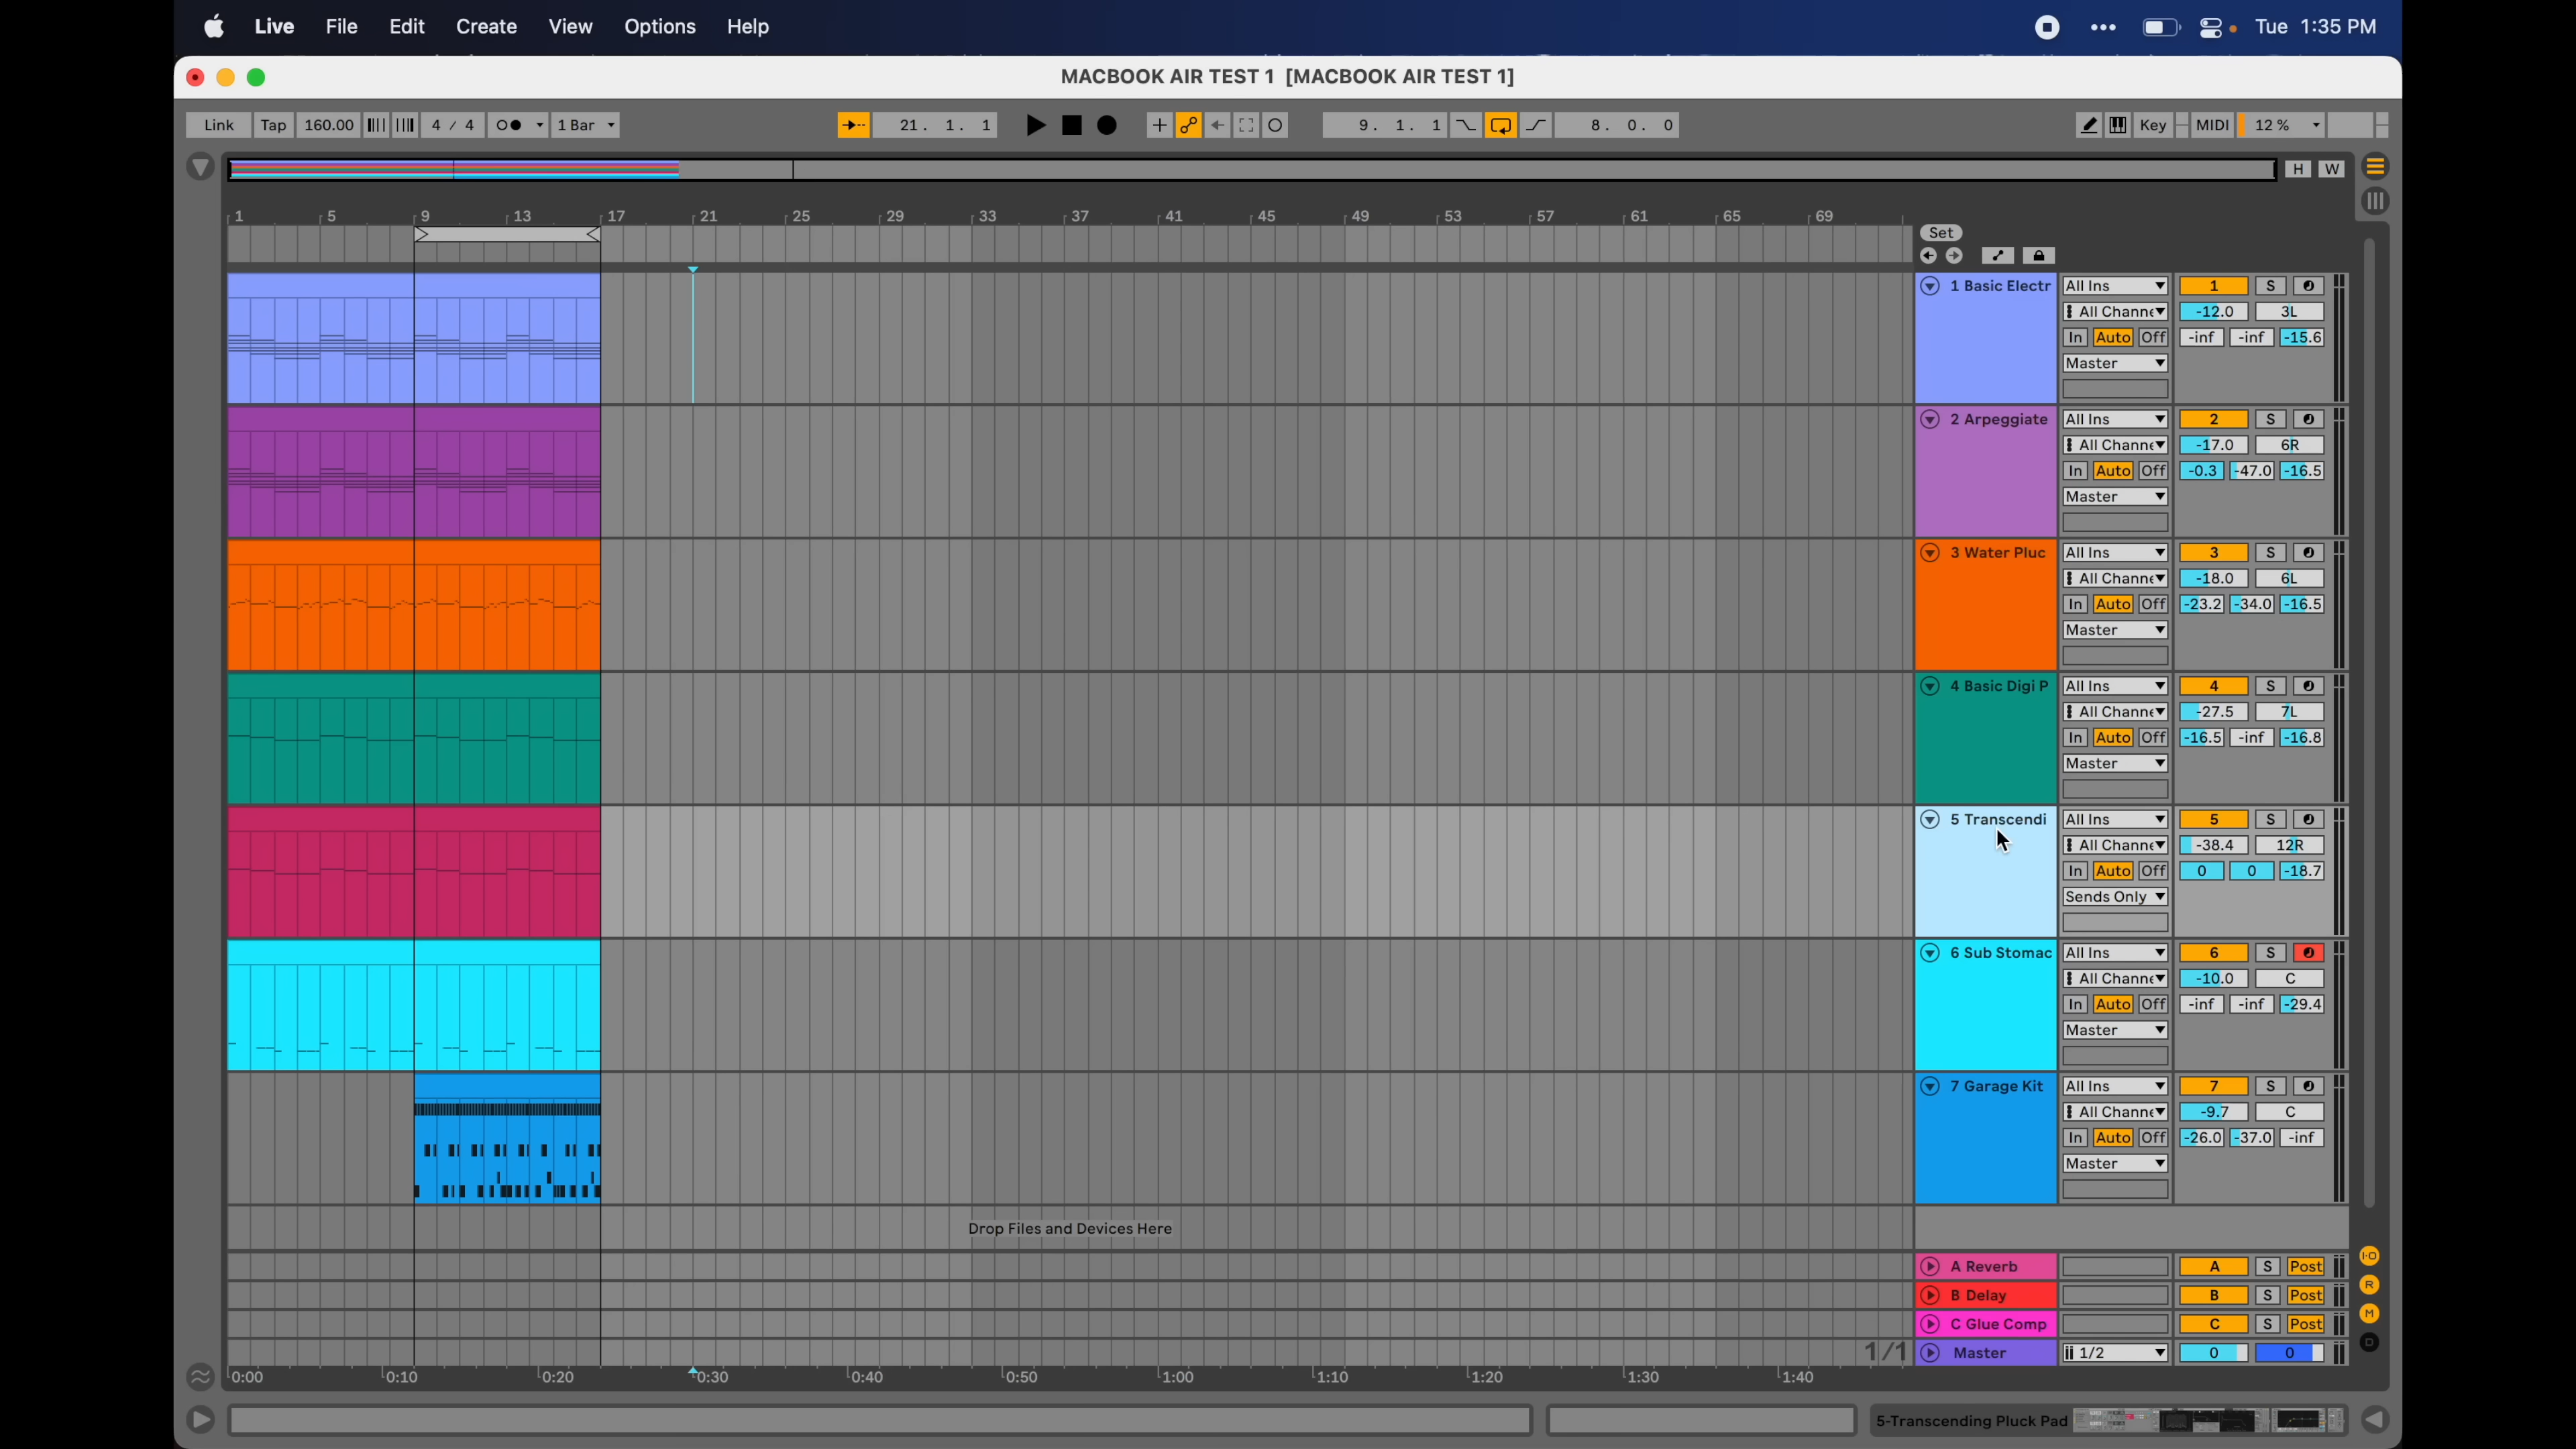 Live File Edit Create View Options Help Tue 1:35 PM
MACBOOK AIR TEST 1 [MACBOOK AIR TEST 1]
Link Tap 160.00 4 / 4 1 Bar 21. 1. 1 9. 1. 1 8. 0. 0 Key MIDI 12 %
H W
1 5 9 13 17 21 25 29 33 37 41 45 49 53 57 61 65 69
Set
1 Basic Electr All Ins 1 S
All Channe -12.0 3L
In Auto Off -inf -inf -15.6
Master
2 Arpeggiate All Ins 2 S
All Channe -17.0 6R
In Auto Off -0.3 -47.0 -16.5
Master
3 Water Pluc All Ins 3 S
All Channe -18.0 6L
In Auto Off -23.2 -34.0 -16.5
Master
4 Basic Digi P All Ins 4 S
All Channe -27.5 7L
In Auto Off -16.5 -inf -16.8
Master
5 Transcendi All Ins 5 S
All Channe -38.4 12R
In Auto Off 0 0 -18.7
Sends Only
6 Sub Stomac All Ins 6 S
All Channe -10.0 C
In Auto Off -inf -inf -29.4
Master
7 Garage Kit All Ins 7 S
All Channe -9.7 C
In Auto Off -26.0 -37.0 -inf
Master
Drop Files and Devices Here
I·O
A Reverb A S Post
R
B Delay B S Post
M
C Glue Comp C S Post
D
1/1 Master 1/2 0 0
0:00 0:10 0:20 0:30 0:40 0:50 1:00 1:10 1:20 1:30 1:40
5-Transcending Pluck Pad